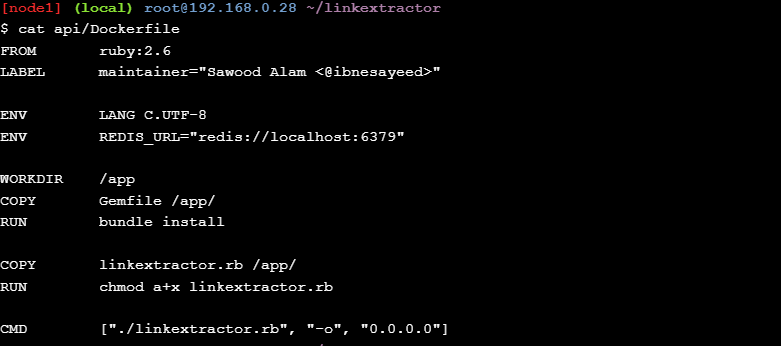 [node1] (local) root@192.168.0.28 ~/linkextractor
$ cat api/Dockerfile
FROM ruby:2.6
LABEL maintainer="Sawood Alam <@ibnesayeed>"
ENV LANG C.UTF-8
ENV REDIS_URL="redis://localhost:6379"
WORKDIR /app
COPY Gemfile /app/
RUN bundle install
COPY linkextractor.rb /app/
RUN chmod a+x linkextractor.rb
CMD ["./linkextractor.rb", "-o", "0.0.0.0"]